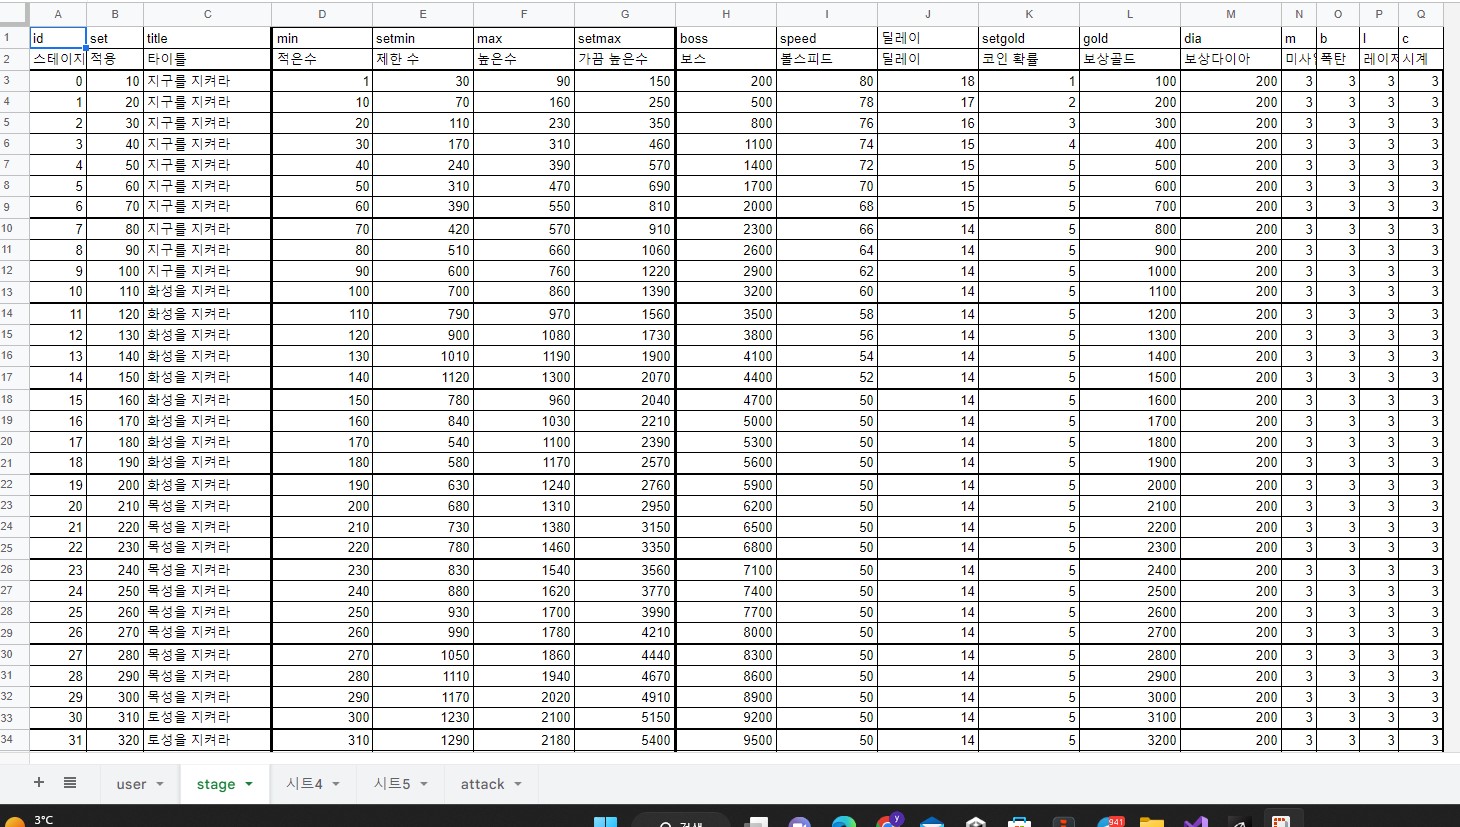 A B C D E F G H I J K L M N O P Q
1 id set title min setmin max setmax boss speed 딜레이 setgold gold dia m b l c
2 스테이지 적용 타이틀 적은수 제한 수 높은수 가끔 높은수 보스 볼스피드 딜레이 코인 확률 보상골드 보상다이아 미사일 폭탄 레이저 시계
3 0 10 지구를 지켜라 1 30 90 150 200 80 18 1 100 200 3 3 3 3
4 1 20 지구를 지켜라 10 70 160 250 500 78 17 2 200 200 3 3 3 3
5 2 30 지구를 지켜라 20 110 230 350 800 76 16 3 300 200 3 3 3 3
6 3 40 지구를 지켜라 30 170 310 460 1100 74 15 4 400 200 3 3 3 3
7 4 50 지구를 지켜라 40 240 390 570 1400 72 15 5 500 200 3 3 3 3
8 5 60 지구를 지켜라 50 310 470 690 1700 70 15 5 600 200 3 3 3 3
9 6 70 지구를 지켜라 60 390 550 810 2000 68 15 5 700 200 3 3 3 3
10 7 80 지구를 지켜라 70 420 570 910 2300 66 14 5 800 200 3 3 3 3
11 8 90 지구를 지켜라 80 510 660 1060 2600 64 14 5 900 200 3 3 3 3
12 9 100 지구를 지켜라 90 600 760 1220 2900 62 14 5 1000 200 3 3 3 3
13 10 110 화성을 지켜라 100 700 860 1390 3200 60 14 5 1100 200 3 3 3 3
14 11 120 화성을 지켜라 110 790 970 1560 3500 58 14 5 1200 200 3 3 3 3
15 12 130 화성을 지켜라 120 900 1080 1730 3800 56 14 5 1300 200 3 3 3 3
16 13 140 화성을 지켜라 130 1010 1190 1900 4100 54 14 5 1400 200 3 3 3 3
17 14 150 화성을 지켜라 140 1120 1300 2070 4400 52 14 5 1500 200 3 3 3 3
18 15 160 화성을 지켜라 150 780 960 2040 4700 50 14 5 1600 200 3 3 3 3
19 16 170 화성을 지켜라 160 840 1030 2210 5000 50 14 5 1700 200 3 3 3 3
20 17 180 화성을 지켜라 170 540 1100 2390 5300 50 14 5 1800 200 3 3 3 3
21 18 190 화성을 지켜라 180 580 1170 2570 5600 50 14 5 1900 200 3 3 3 3
22 19 200 화성을 지켜라 190 630 1240 2760 5900 50 14 5 2000 200 3 3 3 3
23 20 210 목성을 지켜라 200 680 1310 2950 6200 50 14 5 2100 200 3 3 3 3
24 21 220 목성을 지켜라 210 730 1380 3150 6500 50 14 5 2200 200 3 3 3 3
25 22 230 목성을 지켜라 220 780 1460 3350 6800 50 14 5 2300 200 3 3 3 3
26 23 240 목성을 지켜라 230 830 1540 3560 7100 50 14 5 2400 200 3 3 3 3
27 24 250 목성을 지켜라 240 880 1620 3770 7400 50 14 5 2500 200 3 3 3 3
28 25 260 목성을 지켜라 250 930 1700 3990 7700 50 14 5 2600 200 3 3 3 3
29 26 270 목성을 지켜라 260 990 1780 4210 8000 50 14 5 2700 200 3 3 3 3
30 27 280 목성을 지켜라 270 1050 1860 4440 8300 50 14 5 2800 200 3 3 3 3
31 28 290 목성을 지켜라 280 1110 1940 4670 8600 50 14 5 2900 200 3 3 3 3
32 29 300 목성을 지켜라 290 1170 2020 4910 8900 50 14 5 3000 200 3 3 3 3
33 30 310 토성을 지켜라 300 1230 2100 5150 9200 50 14 5 3100 200 3 3 3 3
34 31 320 토성을 지켜라 310 1290 2180 5400 9500 50 14 5 3200 200 3 3 3 3
user stage 시트4 시트5 attack
3°C 검색 y 941